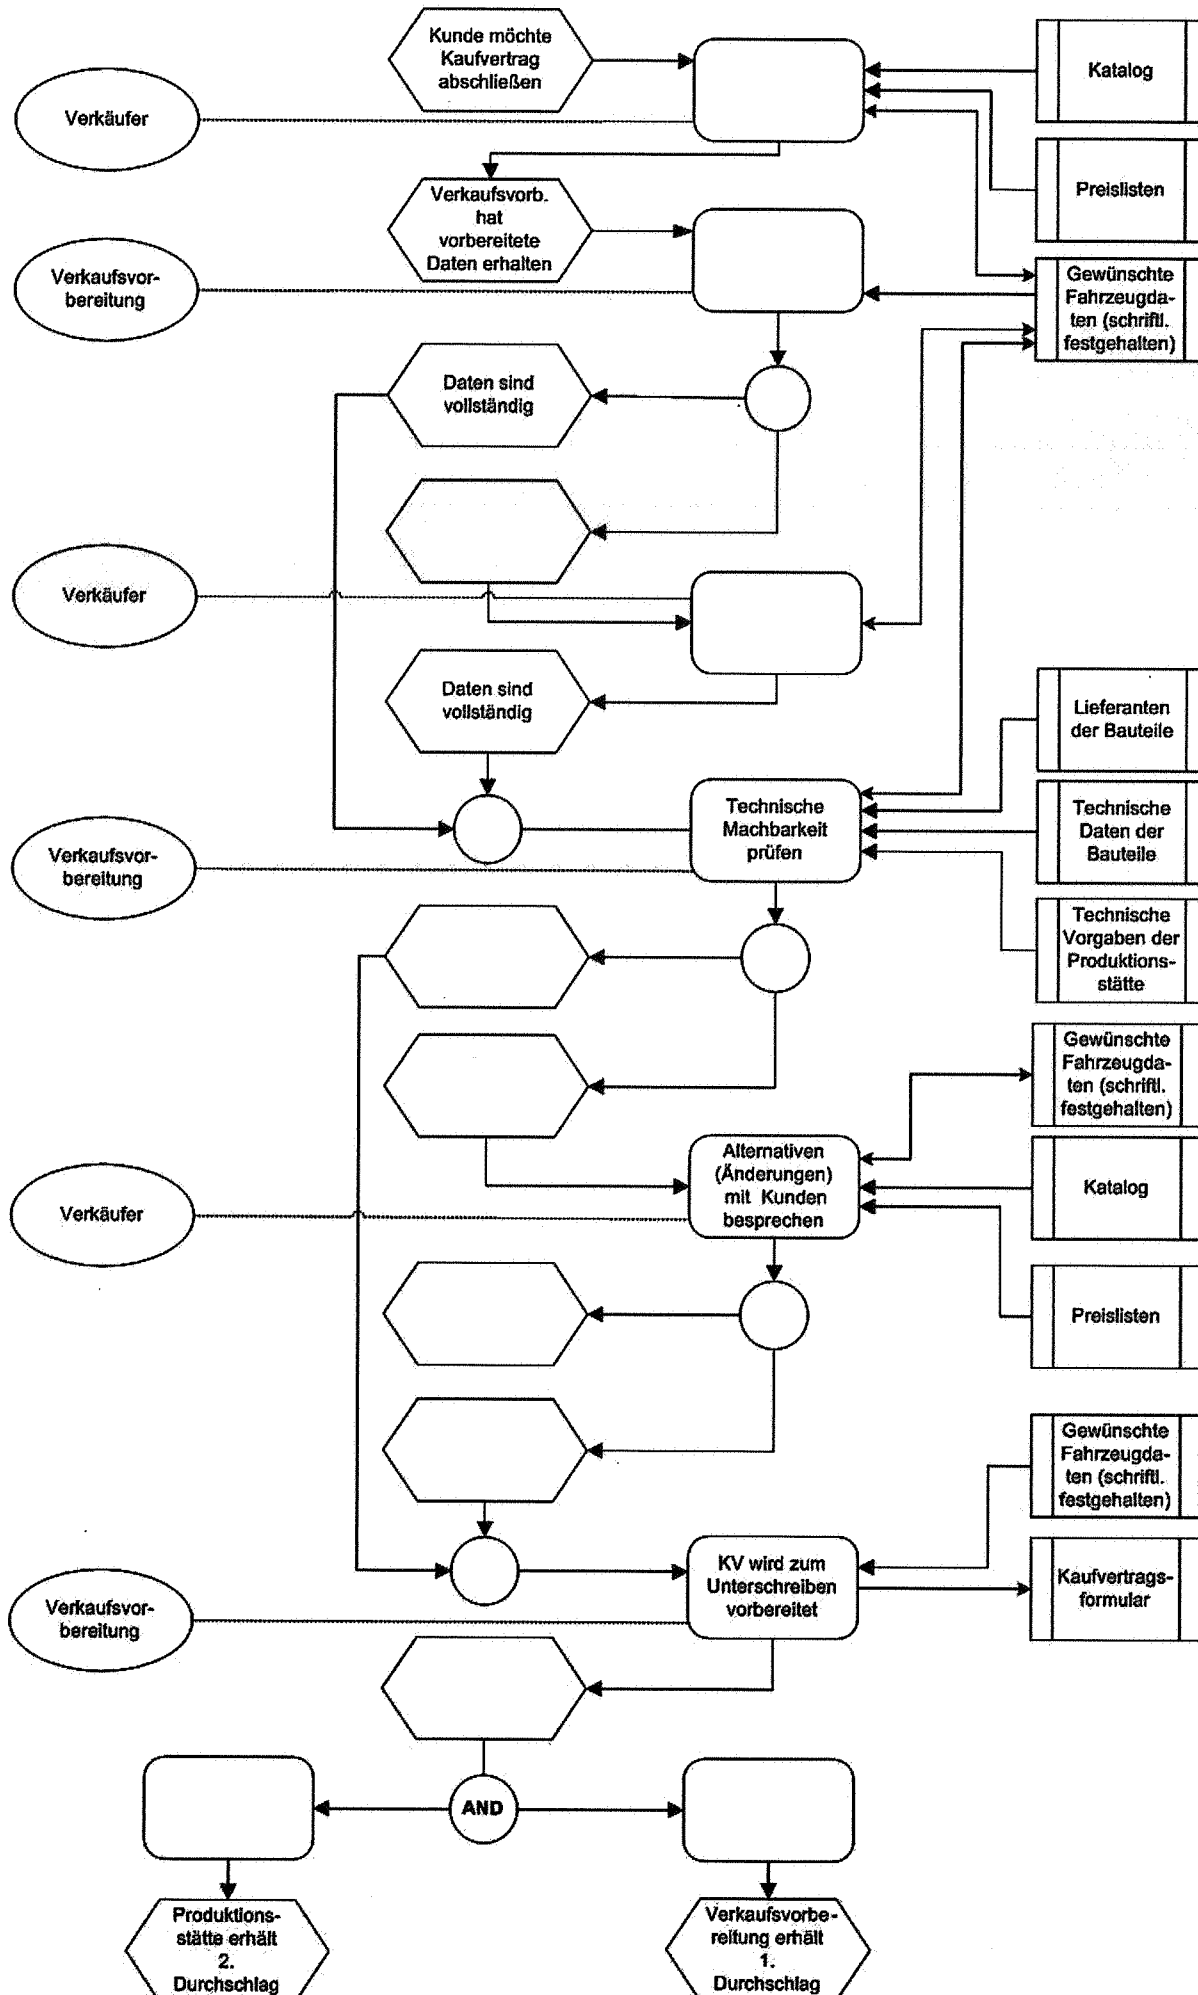 Kunde möchte
Kaufvertrag
abschließen
Katalog
Verkäufer
Preislisten
Verkaufsvorb.
hat
vorbereitete
Daten erhalten
Verkaufsvor-
bereitung
Gewünschte
Fahrzeugda-
ten (schriftl.
festgehalten)
Daten sind
vollständig
Verkäufer
Daten sind
vollständig
Lieferanten
der Bauteile
Technische
Machbarkeit
prüfen
Technische
Daten der
Bauteile
Verkaufsvor-
bereitung
Technische
Vorgaben der
Produktions-
stätte
Gewünschte
Fahrzeugda-
ten (schriftl.
festgehalten)
Alternativen
(Änderungen)
mit Kunden
besprechen
Katalog
Verkäufer
Preislisten
Gewünschte
Fahrzeugda-
ten (schriftl.
festgehalten)
KV wird zum
Unterschreiben
vorbereitet
Kaufvertrags-
formular
Verkaufsvor-
bereitung
AND
Produktions-
stätte erhält
2.
Durchschlag
Verkaufsvorbe-
reitung erhält
1.
Durchschlag